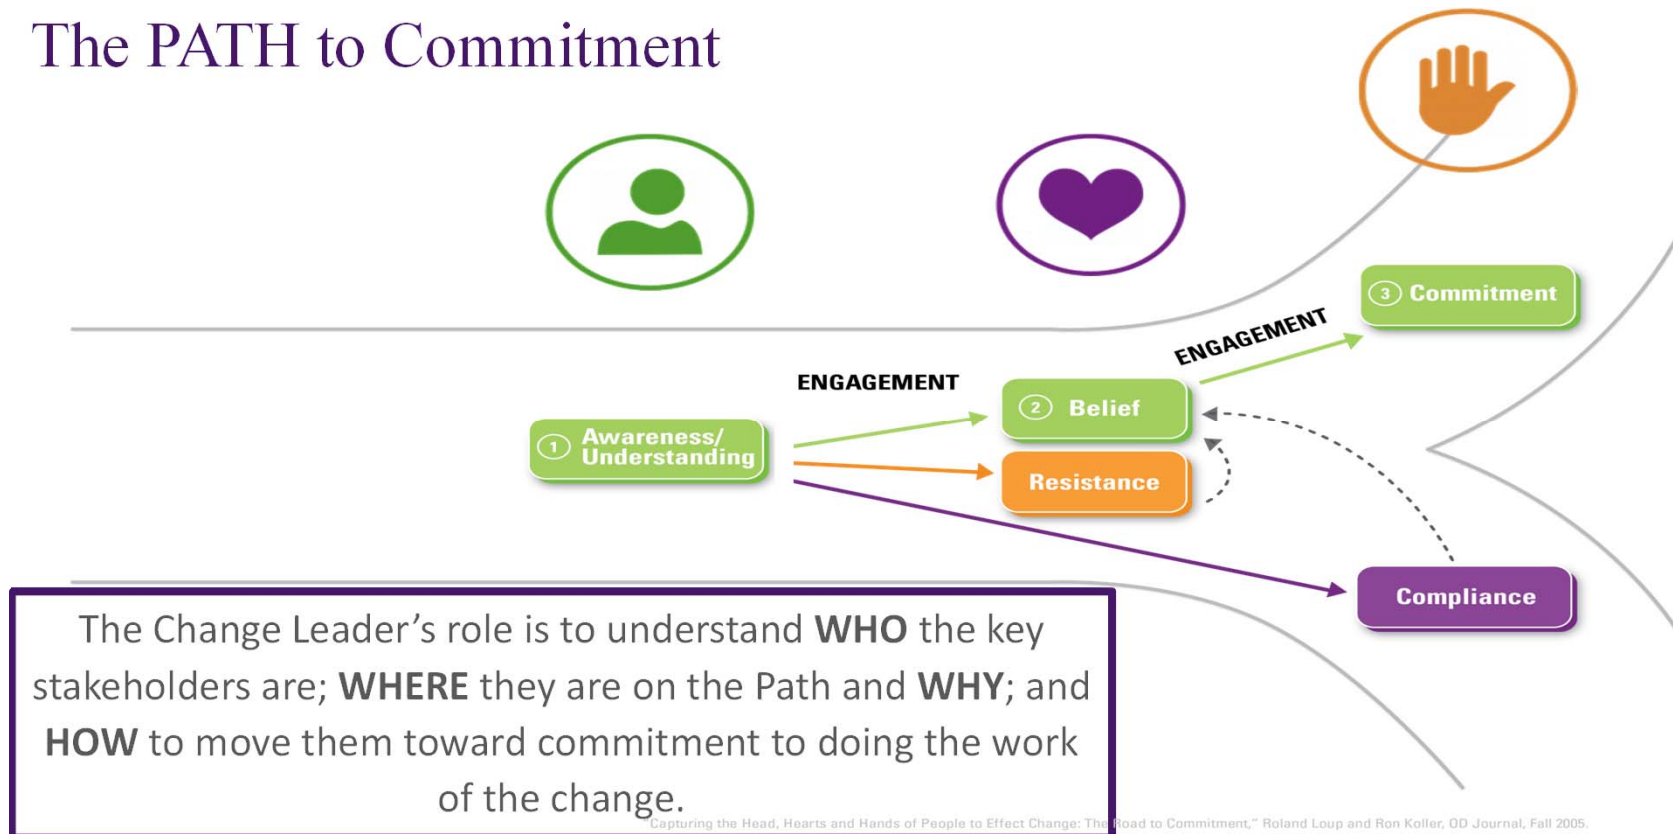 The PATH to Commitment
ENGAGEMENT
3 Commitment
ENGAGEMENT
2 Belief
1 Awareness/
Understanding
Resistance
Compliance
The Change Leader’s role is to understand WHO the key
stakeholders are; WHERE they are on the Path and WHY; and
HOW to move them toward commitment to doing the work
of the change.
"Capturing the Head, Hearts and Hands of People to Effect Change: The Road to Commitment," Roland Loup and Ron Koller, OD Journal, Fall 2005.